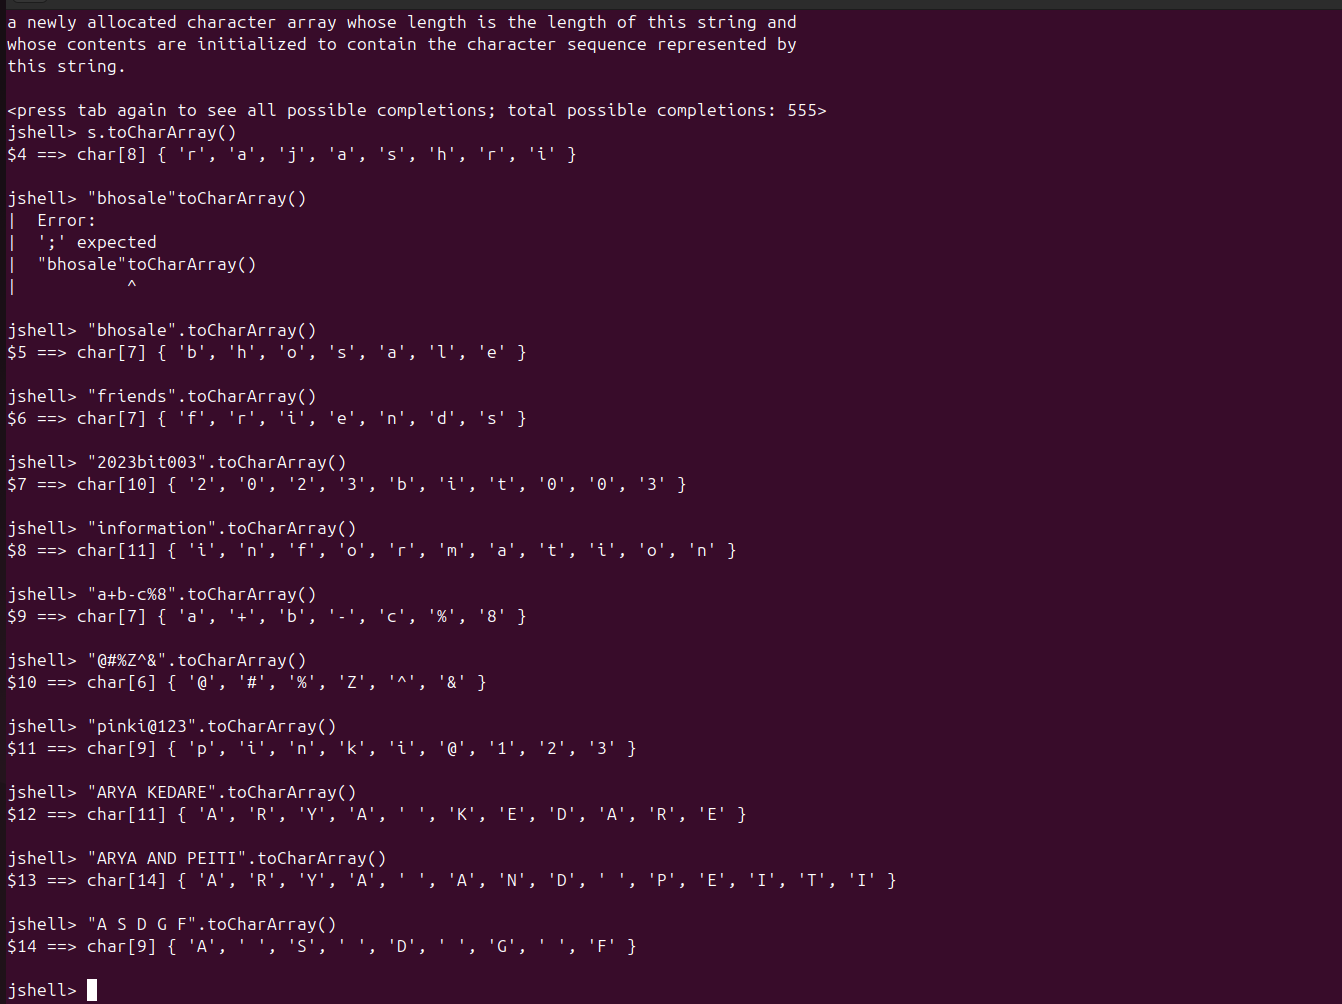 a newly allocated character array whose length is the length of this string and
whose contents are initialized to contain the character sequence represented by
this string.
<press tab again to see all possible completions; total possible completions: 555>
jshell> s.toCharArray()
$4 ==> char[8] { 'r', 'a', 'j', 'a', 's', 'h', 'r', 'i' }
jshell> "bhosale"toCharArray()
|  Error:
|  ';' expected
|  "bhosale"toCharArray()
|           ^
jshell> "bhosale".toCharArray()
$5 ==> char[7] { 'b', 'h', 'o', 's', 'a', 'l', 'e' }
jshell> "friends".toCharArray()
$6 ==> char[7] { 'f', 'r', 'i', 'e', 'n', 'd', 's' }
jshell> "2023bit003".toCharArray()
$7 ==> char[10] { '2', '0', '2', '3', 'b', 'i', 't', '0', '0', '3' }
jshell> "information".toCharArray()
$8 ==> char[11] { 'i', 'n', 'f', 'o', 'r', 'm', 'a', 't', 'i', 'o', 'n' }
jshell> "a+b-c%8".toCharArray()
$9 ==> char[7] { 'a', '+', 'b', '-', 'c', '%', '8' }
jshell> "@#%Z^&".toCharArray()
$10 ==> char[6] { '@', '#', '%', 'Z', '^', '&' }
jshell> "pinki@123".toCharArray()
$11 ==> char[9] { 'p', 'i', 'n', 'k', 'i', '@', '1', '2', '3' }
jshell> "ARYA KEDARE".toCharArray()
$12 ==> char[11] { 'A', 'R', 'Y', 'A', ' ', 'K', 'E', 'D', 'A', 'R', 'E' }
jshell> "ARYA AND PEITI".toCharArray()
$13 ==> char[14] { 'A', 'R', 'Y', 'A', ' ', 'A', 'N', 'D', ' ', 'P', 'E', 'I', 'T', 'I' }
jshell> "A S D G F".toCharArray()
$14 ==> char[9] { 'A', ' ', 'S', ' ', 'D', ' ', 'G', ' ', 'F' }
jshell>